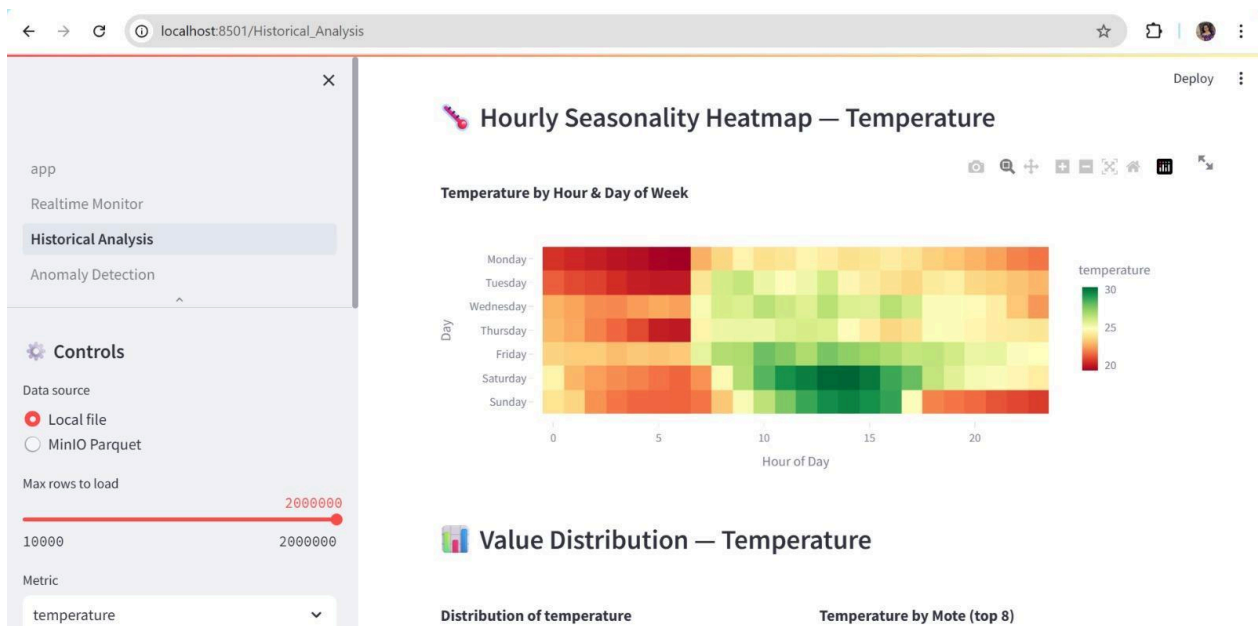 localhost:8501/Historical_Analysis
Deploy
app
Realtime Monitor
Historical Analysis
Anomaly Detection
Controls
Data source
Local file
MinIO Parquet
Max rows to load
2000000
10000 2000000
Metric
temperature
Hourly Seasonality Heatmap — Temperature
Temperature by Hour & Day of Week
Day
Monday
Tuesday
Wednesday
Thursday
Friday
Saturday
Sunday
0 5 10 15 20
Hour of Day
temperature
30
25
20
Value Distribution — Temperature
Distribution of temperature
Temperature by Mote (top 8)